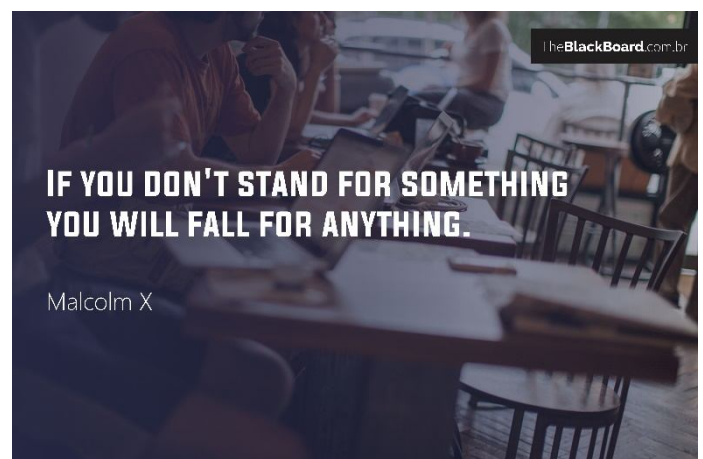 TheBlackBoard.com.br
IF YOU DON'T STAND FOR SOMETHING
YOU WILL FALL FOR ANYTHING.
Malcolm X